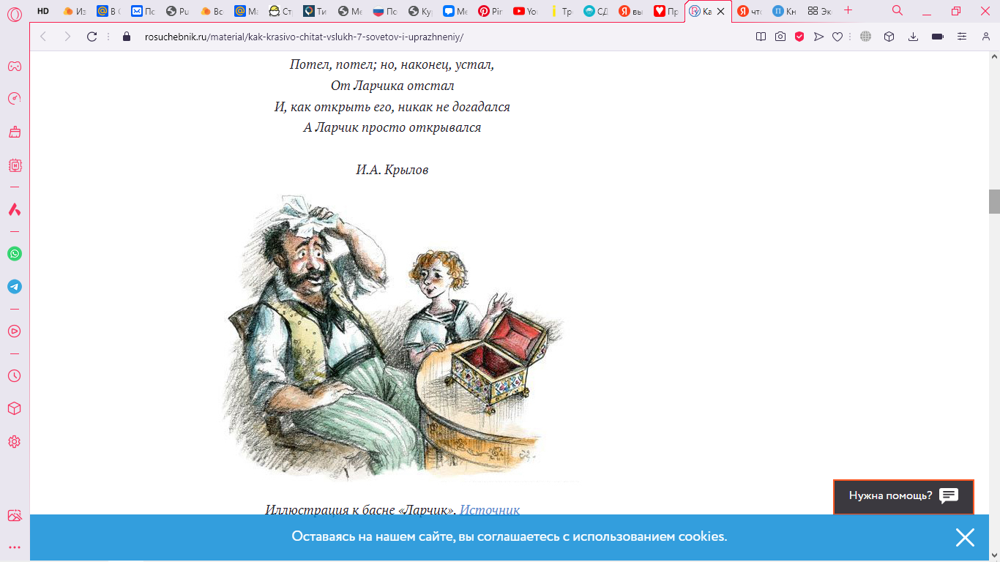 HD
Из
В С
По
Pu
Во
Ма
Ст
Ти
Ме
По
Ку
Ме
Pin
You
Тр
СД
вы
Пр
Ка
что
Кн
Экс
rosuchebnik.ru/material/kak-krasivo-chitat-vslukh-7-sovetov-i-uprazhneniy/
Потел, потел; но, наконец, устал,
От Ларчика отстал
И, как открыть его, никак не догадался
А Ларчик просто открывался
И.А. Крылов
Иллюстрация к басне «Ларчик». Источник
Нужна помощь?
Оставаясь на нашем сайте, вы соглашаетесь с использованием cookies.